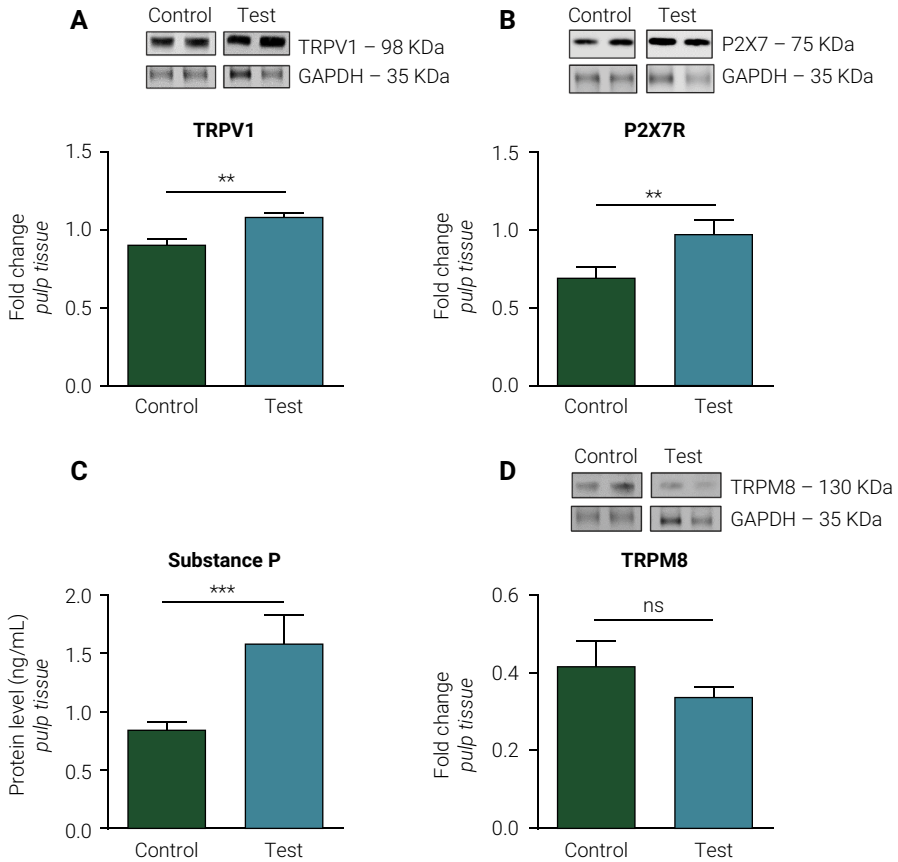 A
Control Test
TRPV1 – 98 KDa
GAPDH – 35 KDa
TRPV1
1.5
**
1.0
0.5
0.0
Fold change
pulp tissue
Control Test
B
Control Test
P2X7 – 75 KDa
GAPDH – 35 KDa
P2X7R
1.5
**
1.0
0.5
0.0
Fold change
pulp tissue
Control Test
C
Substance P
2.0
***
1.5
1.0
0.5
0.0
Protein level (ng/mL)
pulp tissue
Control Test
D
Control Test
TRPM8 – 130 KDa
GAPDH – 35 KDa
TRPM8
0.6
ns
0.4
0.2
0.0
Fold change
pulp tissue
Control Test